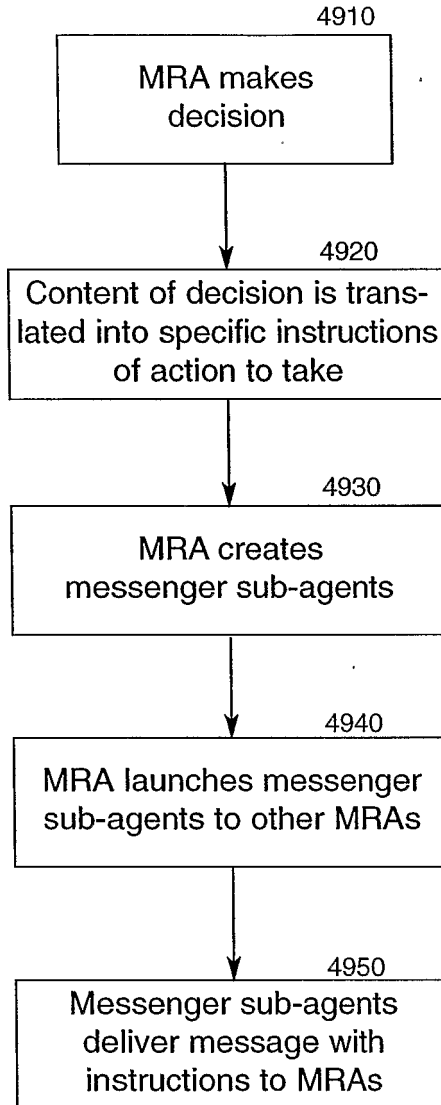 4910
MRA makes
decision
4920
Content of decision is trans-
lated into specific instructions
of action to take
4930
MRA creates
messenger sub-agents
4940
MRA launches messenger
sub-agents to other MRAs
4950
Messenger sub-agents
deliver message with
instructions to MRAs